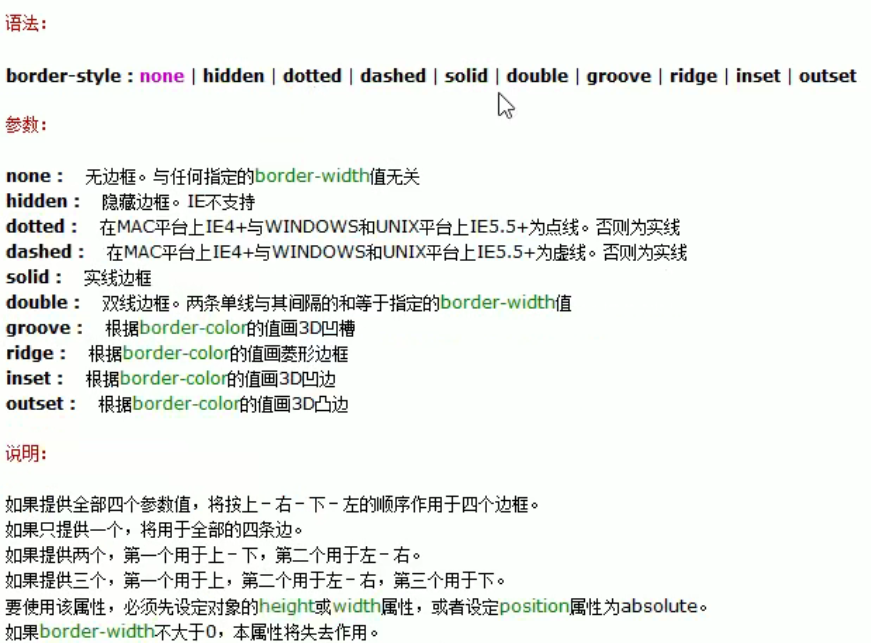 语法：
border-style : none | hidden | dotted | dashed | solid | double | groove | ridge | inset | outset
参数：
none : 无边框。与任何指定的border-width值无关
hidden : 隐藏边框。IE不支持
dotted : 在MAC平台上IE4+与WINDOWS和UNIX平台上IE5.5+为点线。否则为实线
dashed : 在MAC平台上IE4+与WINDOWS和UNIX平台上IE5.5+为虚线。否则为实线
solid : 实线边框
double : 双线边框。两条单线与其间隔的和等于指定的border-width值
groove : 根据border-color的值画3D凹槽
ridge : 根据border-color的值画菱形边框
inset : 根据border-color的值画3D凹边
outset : 根据border-color的值画3D凸边
说明：
如果提供全部四个参数值，将按上－右－下－左的顺序作用于四个边框。
如果只提供一个，将用于全部的四条边。
如果提供两个，第一个用于上－下，第二个用于左－右。
如果提供三个，第一个用于上，第二个用于左－右，第三个用于下。
要使用该属性，必须先设定对象的height或width属性，或者设定position属性为absolute。
如果border-width不大于0，本属性将失去作用。